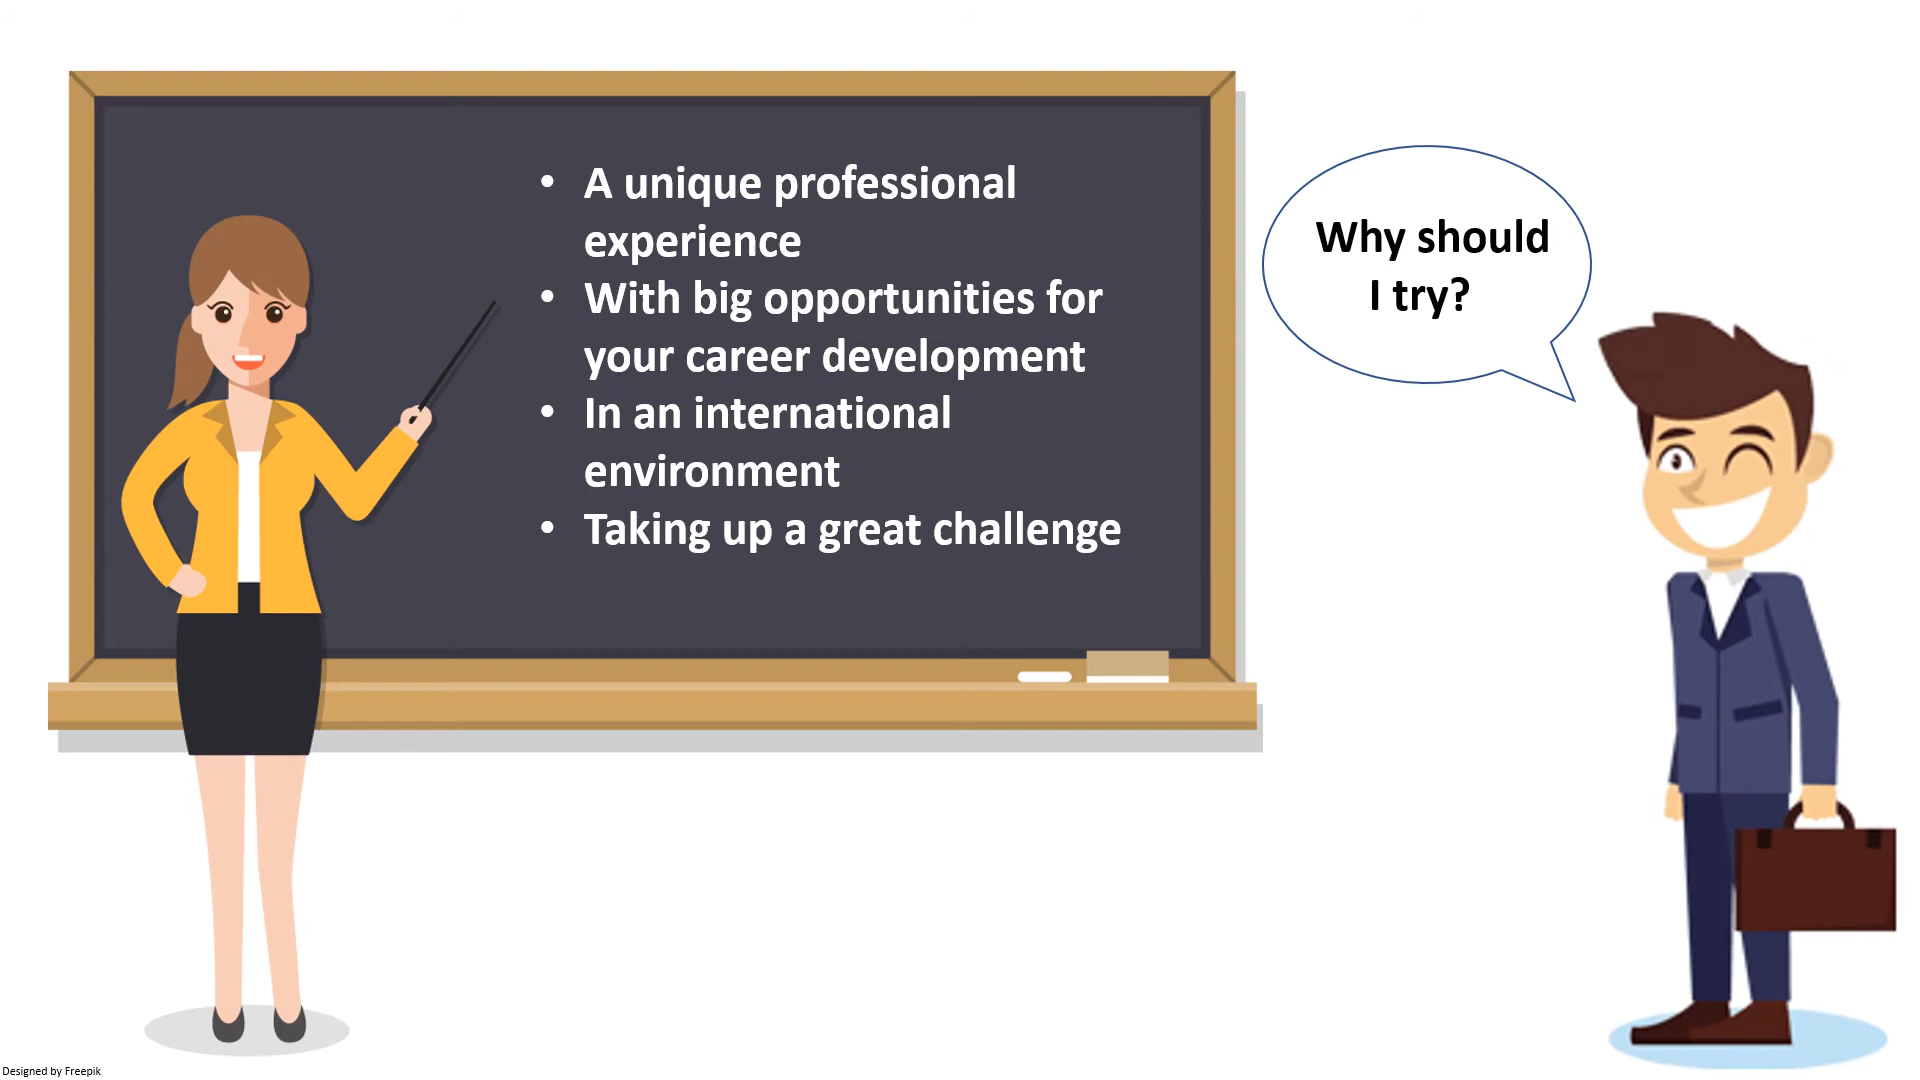 • A unique professional
experience
• With big opportunities for
your career development
• In an international
environment
• Taking up a great challenge
Why should
I try?
Designed by Freepik